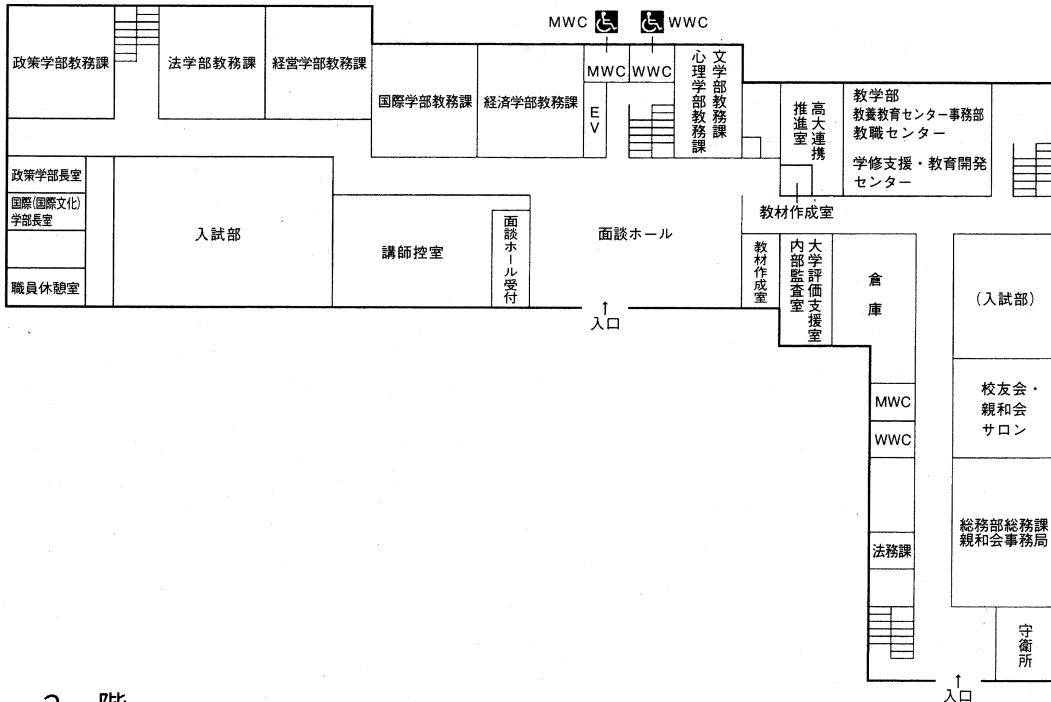 MWC
WWC
政策学部教務課
法学部教務課
経営学部教務課
国際学部教務課
経済学部教務課
MWC
WWC
EV
文学部教務課
心理学部教務課
高大連携
推進室
教学部
教養教育センター事務部
教職センター
学修支援・教育開発
センター
教材作成室
政策学部長室
国際(国際文化)
学部長室
職員休憩室
入試部
講師控室
面談ホール受付
面談ホール
↑
入口
教材作成室
大学評価支援室
内部監査室
倉庫
(入試部)
MWC
WWC
校友会・
親和会
サロン
法務課
総務部総務課
親和会事務局
守衛所
↑
入口